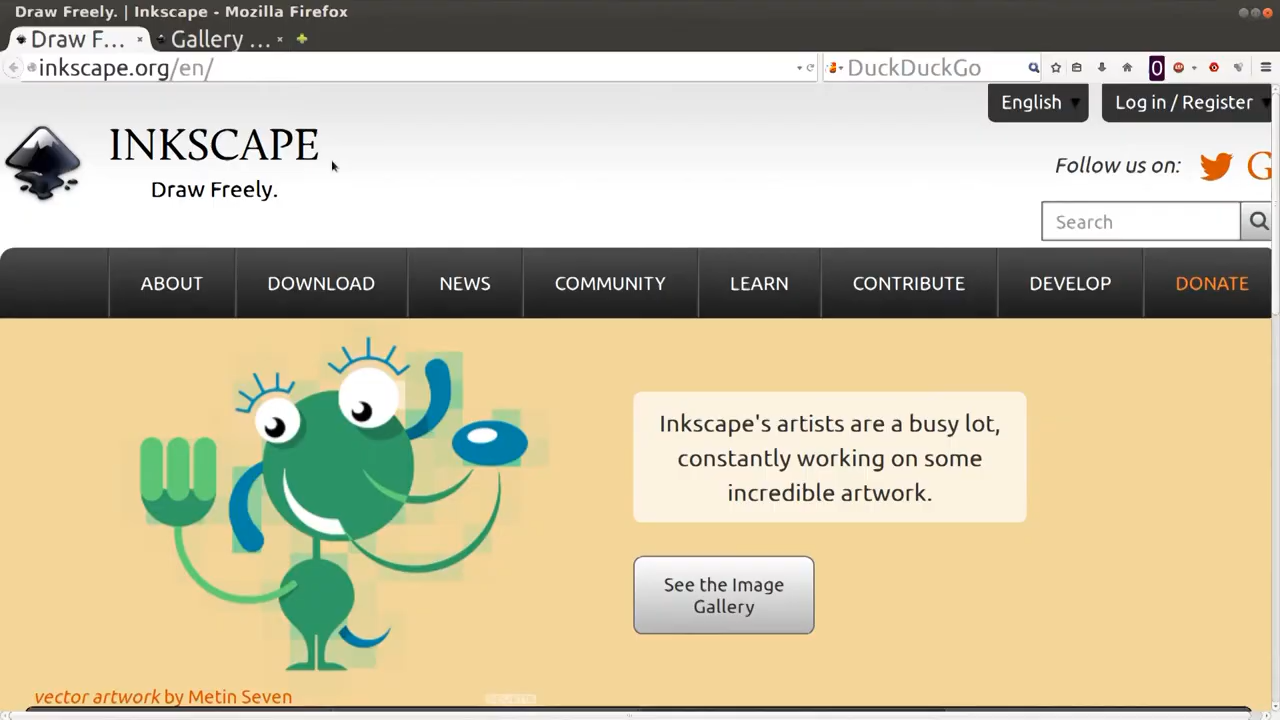 Draw Freely. | Inkscape - Mozilla Firefox
Draw F...
Gallery ...
inkscape.org/en/
DuckDuckGo
0
English
Log in / Register
INKSCAPE
Draw Freely.
Follow us on:
Search
ABOUT
DOWNLOAD
NEWS
COMMUNITY
LEARN
CONTRIBUTE
DEVELOP
DONATE
Inkscape's artists are a busy lot,
constantly working on some
incredible artwork.
See the Image
Gallery
vector artwork by Metin Seven